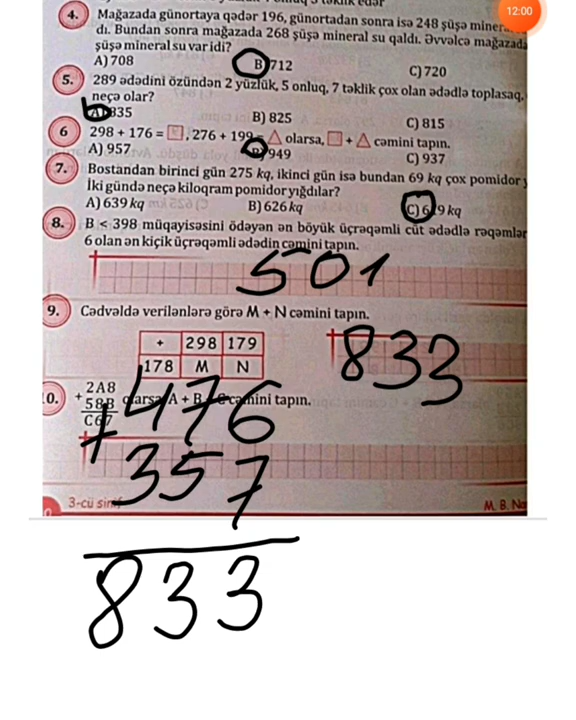 12:00
4. Mağazada günortaya qədər 196, günortadan sonra isə 248 şüşə
dı. Bundan sonra mağazada 268 şüşə mineral su qaldı. Əvvəlcə mağazada
şüşə mineral su var idi?
A) 708 B) 712 C) 720
5. 289 ədədini özündən 2 yüzlük, 5 onluq, 7 təklik çox olan ədədlə toplasaq,
neçə olar?
A) 835 B) 825 C) 815
6 298 + 176 = □, 276 + 199 = △ olarsa, □ + △ cəmini tapın.
A) 957 B) 949 C) 937
7. Bostandan birinci gün 275 kq, ikinci gün isə bundan 69 kq çox pomidor
İki gündə neçə kiloqram pomidor yığdılar?
A) 639 kq B) 626 kq C) 619 kq
8. B < 398 müqayisəsini ödəyən ən böyük üçrəqəmli cüt ədədlə rəqəmlər
6 olan ən kiçik üçrəqəmli ədədin cəmini tapın.
501
9. Cədvəldə verilənlərə görə M + N cəmini tapın.
+ 298 179
178 M N
833
0. 2A8
+ 58B olarsa, A + B + C cəmini tapın.
C67
476
+
357
833
3-cü sinif
M. B. Na